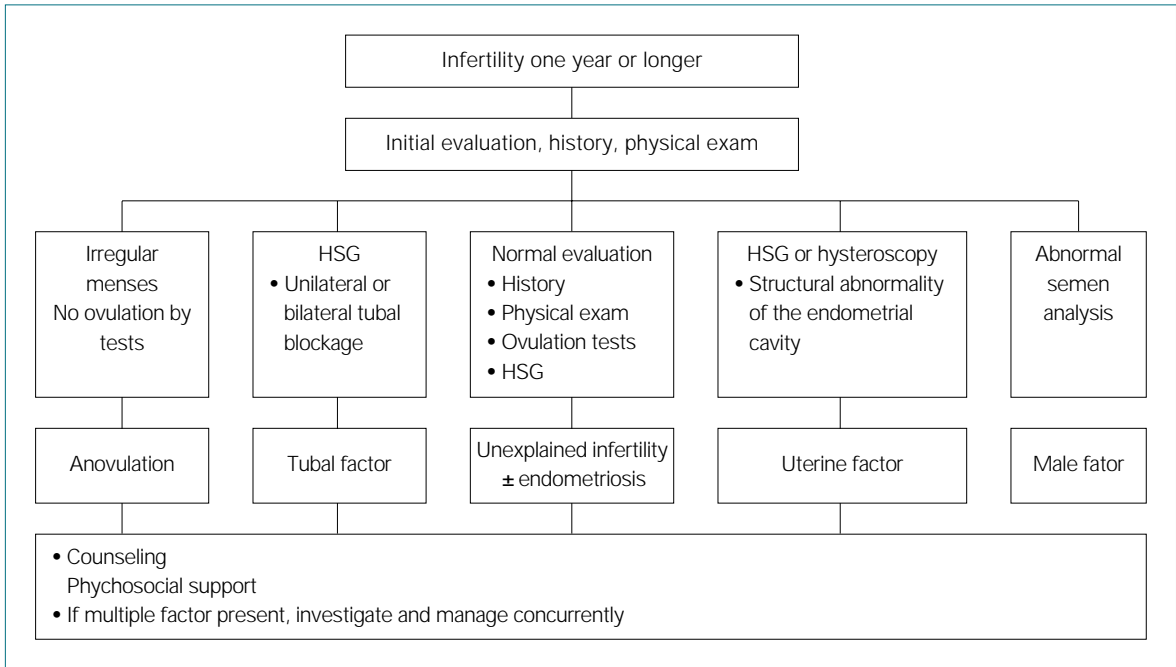 Infertility one year or longer
Initial evaluation, history, physical exam
Irregular
menses
No ovulation by
tests
HSG
• Unilateral or
bilateral tubal
blockage
Normal evaluation
• History
• Physical exam
• Ovulation tests
• HSG
HSG or hysteroscopy
• Structural abnormality
of the endometrial
cavity
Abnormal
semen
analysis
Anovulation
Tubal factor
Unexplained infertility
± endometriosis
Uterine factor
Male fator
• Counseling
Phychosocial support
• If multiple factor present, investigate and manage concurrently